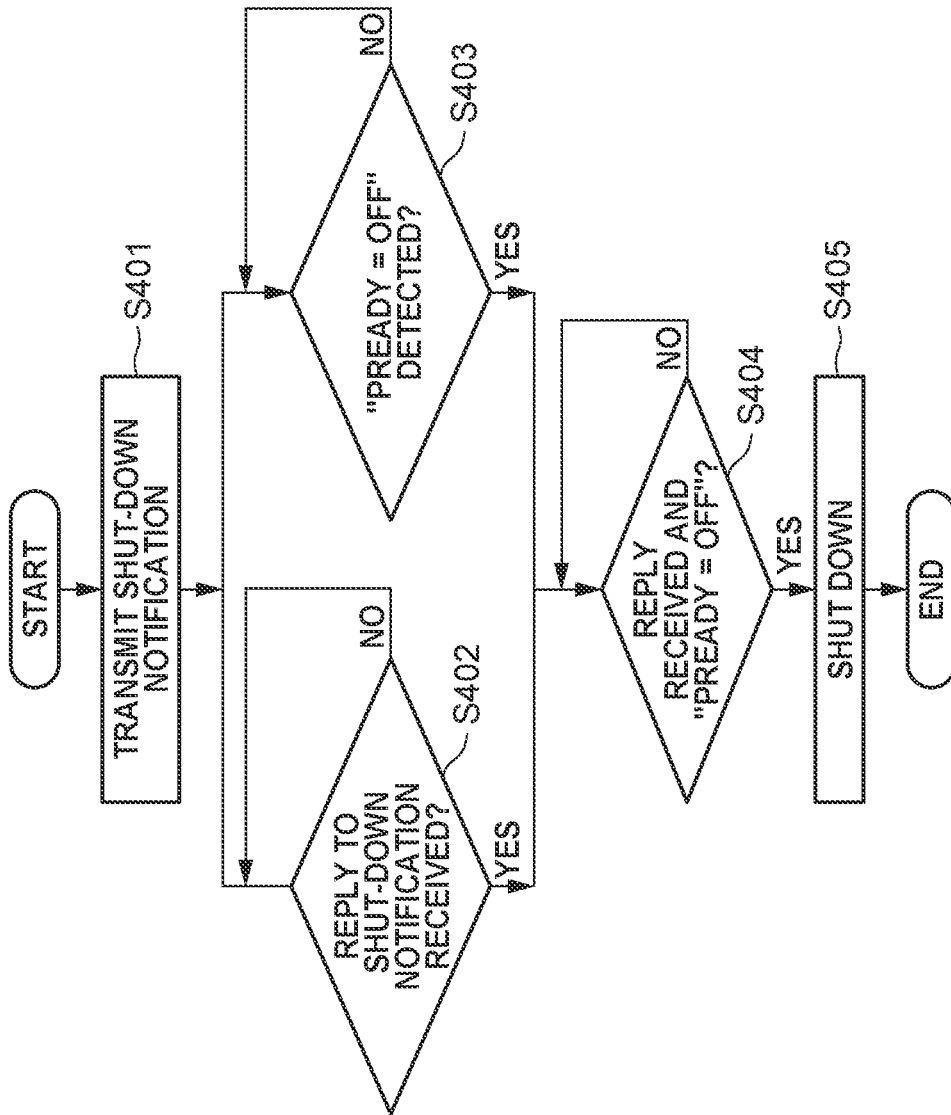 START
TRANSMIT SHUT-DOWN
NOTIFICATION
S401
REPLY TO
SHUT-DOWN
NOTIFICATION
RECEIVED?
S402
NO
YES
"PREADY = OFF"
DETECTED?
S403
NO
YES
REPLY
RECEIVED AND
"PREADY = OFF"?
S404
NO
YES
SHUT DOWN
S405
END